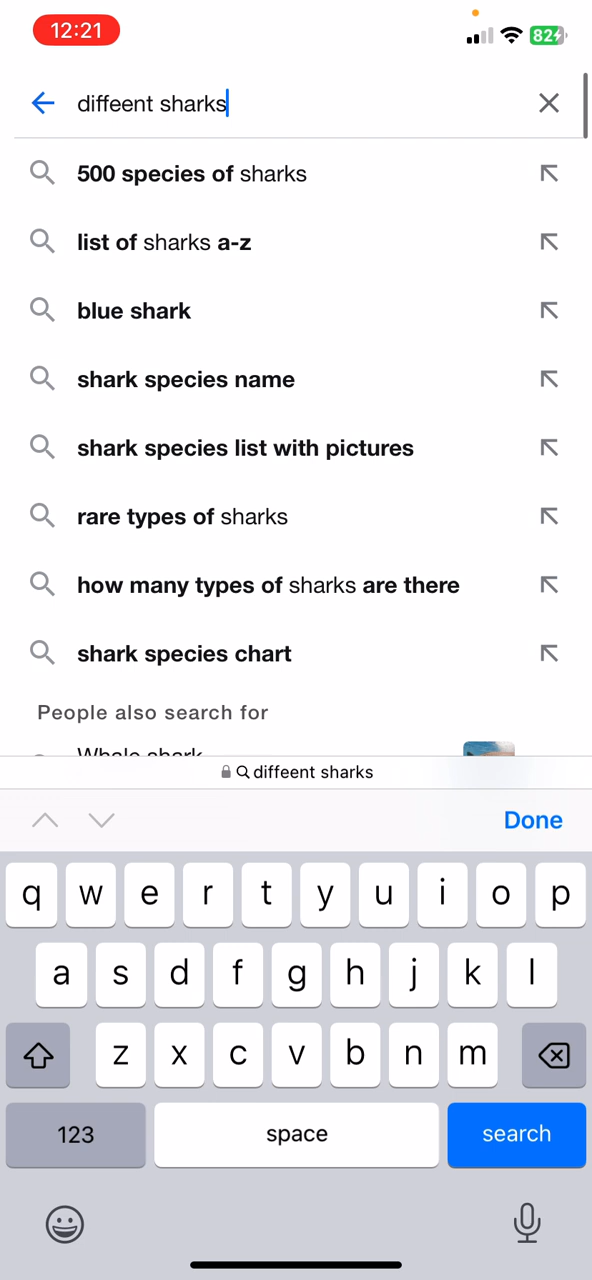 12:21
82
diffeent sharks
500 species of sharks
list of sharks a-z
blue shark
shark species name
shark species list with pictures
rare types of sharks
how many types of sharks are there
shark species chart
People also search for
Whale shark
diffeent sharks
Done
q w e r t y u i o p
a s d f g h j k l
z x c v b n m
123 space search